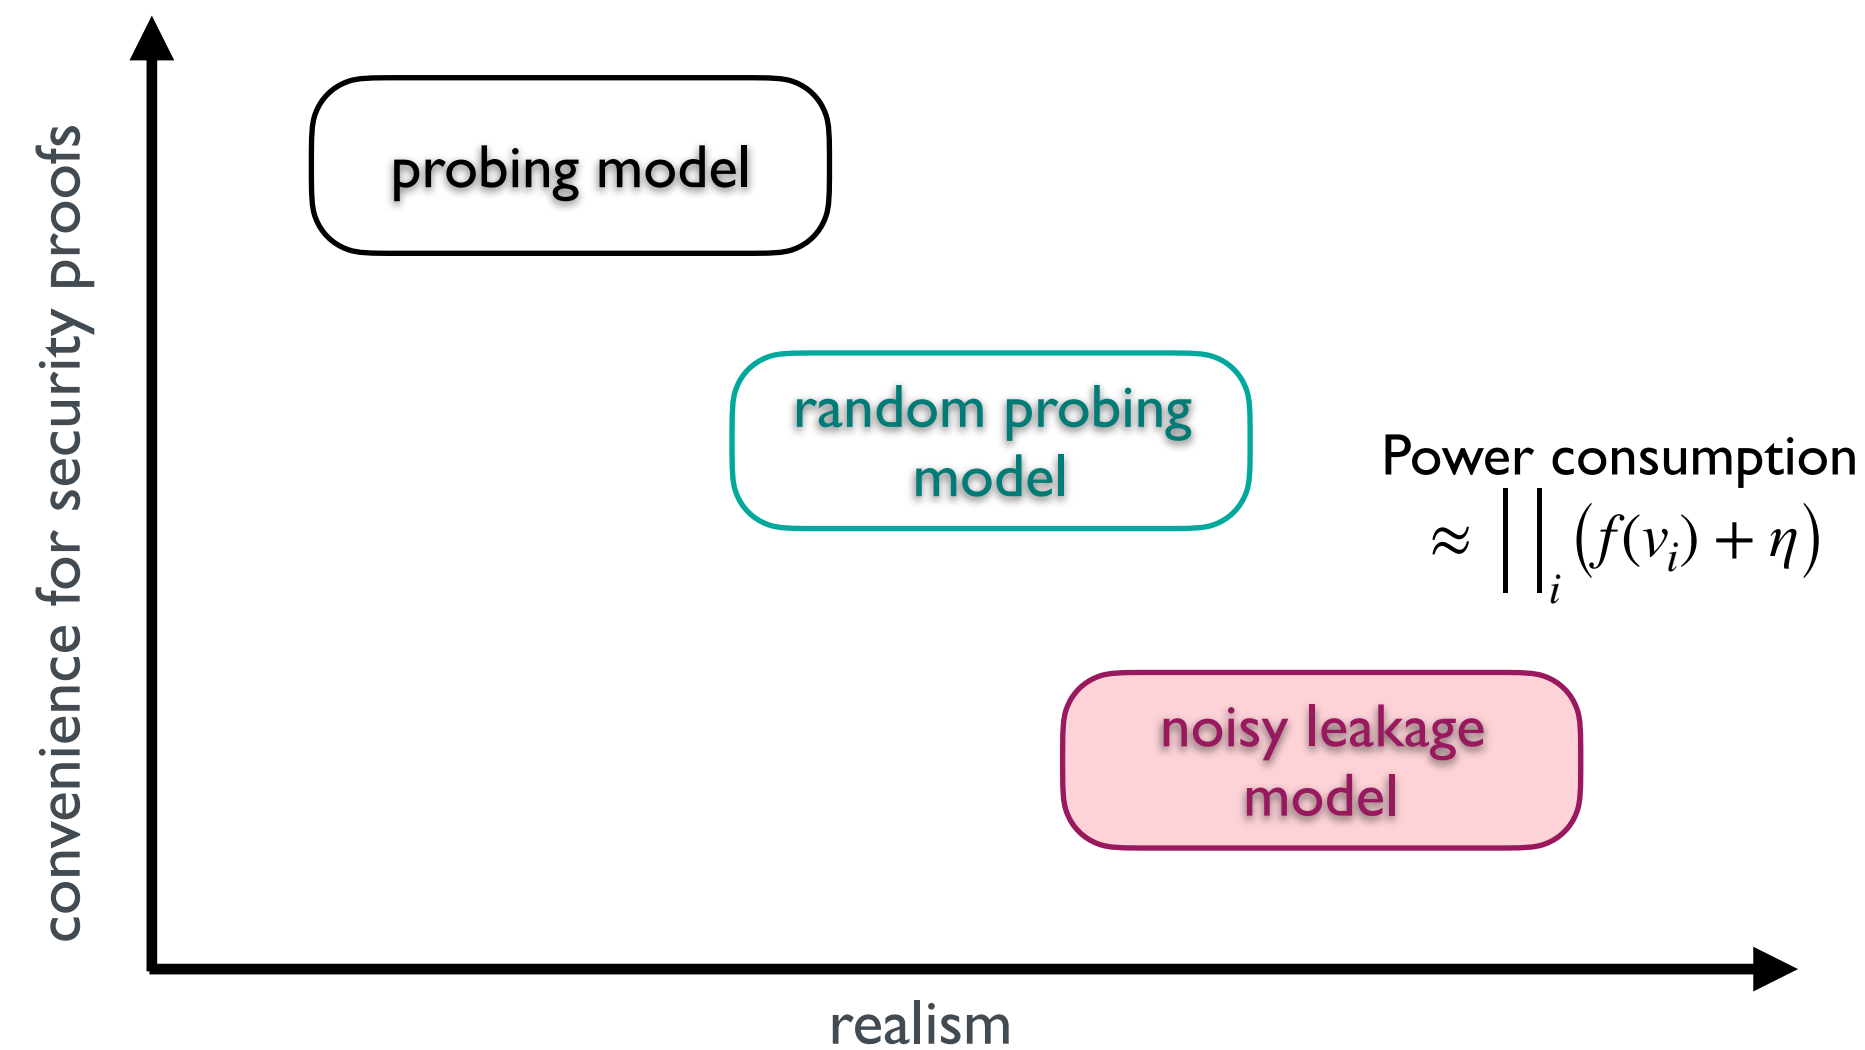 convenience for security proofs
probing model
random probing
model
Power consumption
≈ ||ᵢ (f(vᵢ) + η)
noisy leakage
model
realism